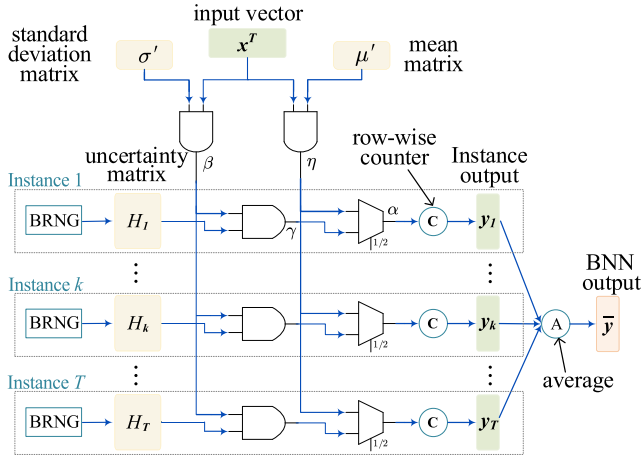 input vector
standard
deviation
matrix
σ′
x^T
μ′
mean
matrix
β
η
row-wise
counter
uncertainty
matrix
Instance
output
Instance 1
BRNG
H_1
γ
α
1/2
C
y_1
⋮
⋮
BNN
output
Instance k
BRNG
H_k
1/2
C
y_k
A
ȳ
⋮
⋮
average
Instance T
BRNG
H_T
1/2
C
y_T